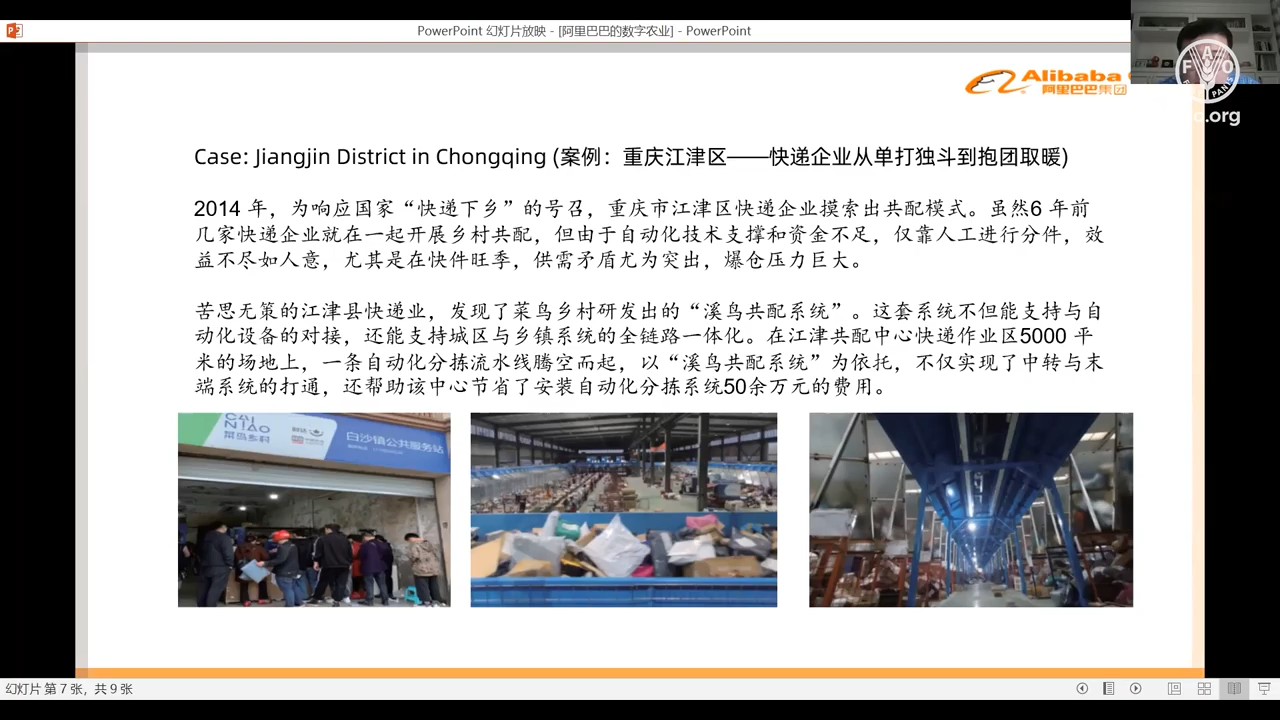 PowerPoint 幻灯片放映 - [阿里巴巴的数字农业] - PowerPoint
FAO
PANIS
.org
Alibaba
阿里巴巴集团
Case: Jiangjin District in Chongqing (案例：重庆江津区——快递企业从单打独斗到抱团取暖)
2014 年，为响应国家“快递下乡”的号召，重庆市江津区快递企业摸索出共配模式。虽然6 年前
几家快递企业就在一起开展乡村共配，但由于自动化技术支撑和资金不足，仅靠人工进行分件，效
益不尽如人意，尤其是在快件旺季，供需矛盾尤为突出，爆仓压力巨大。
苦思无策的江津县快递业，发现了菜鸟乡村研发出的“溪鸟共配系统”。这套系统不但能支持与自
动化设备的对接，还能支持城区与乡镇系统的全链路一体化。在江津共配中心快递作业区5000 平
米的场地上，一条自动化分拣流水线腾空而起，以“溪鸟共配系统”为依托，不仅实现了中转与末
端系统的打通，还帮助该中心节省了安装自动化分拣系统50余万元的费用。
CAI
NIAO
菜鸟乡村
白沙镇公共服务站
幻灯片 第 7 张，共 9 张